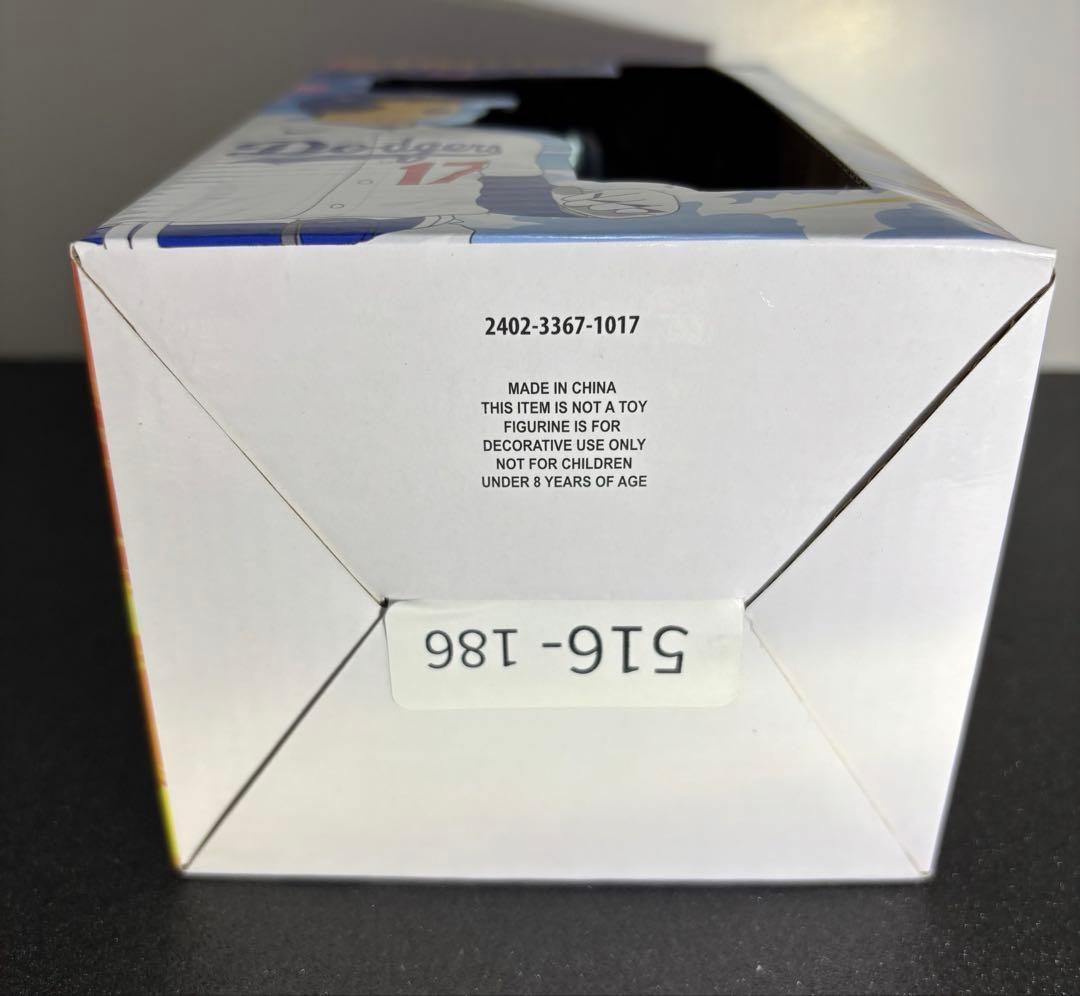 Dodgers
17
2402-3367-1017
MADE IN CHINA
THIS ITEM IS NOT A TOY
FIGURINE IS FOR
DECORATIVE USE ONLY
NOT FOR CHILDREN
UNDER 8 YEARS OF AGE
516-186